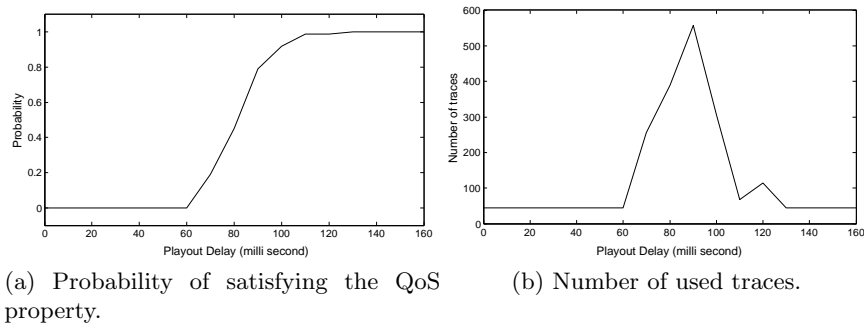 1
0.8
0.6
0.4
0.2
0
Probability
0 20 40 60 80 100 120 140 160
Playout Delay (milli second)
(a) Probability of satisfying the QoS
property.
600
500
400
300
200
100
0
Number of traces
0 20 40 60 80 100 120 140 160
Playout Delay (milli second)
(b) Number of used traces.